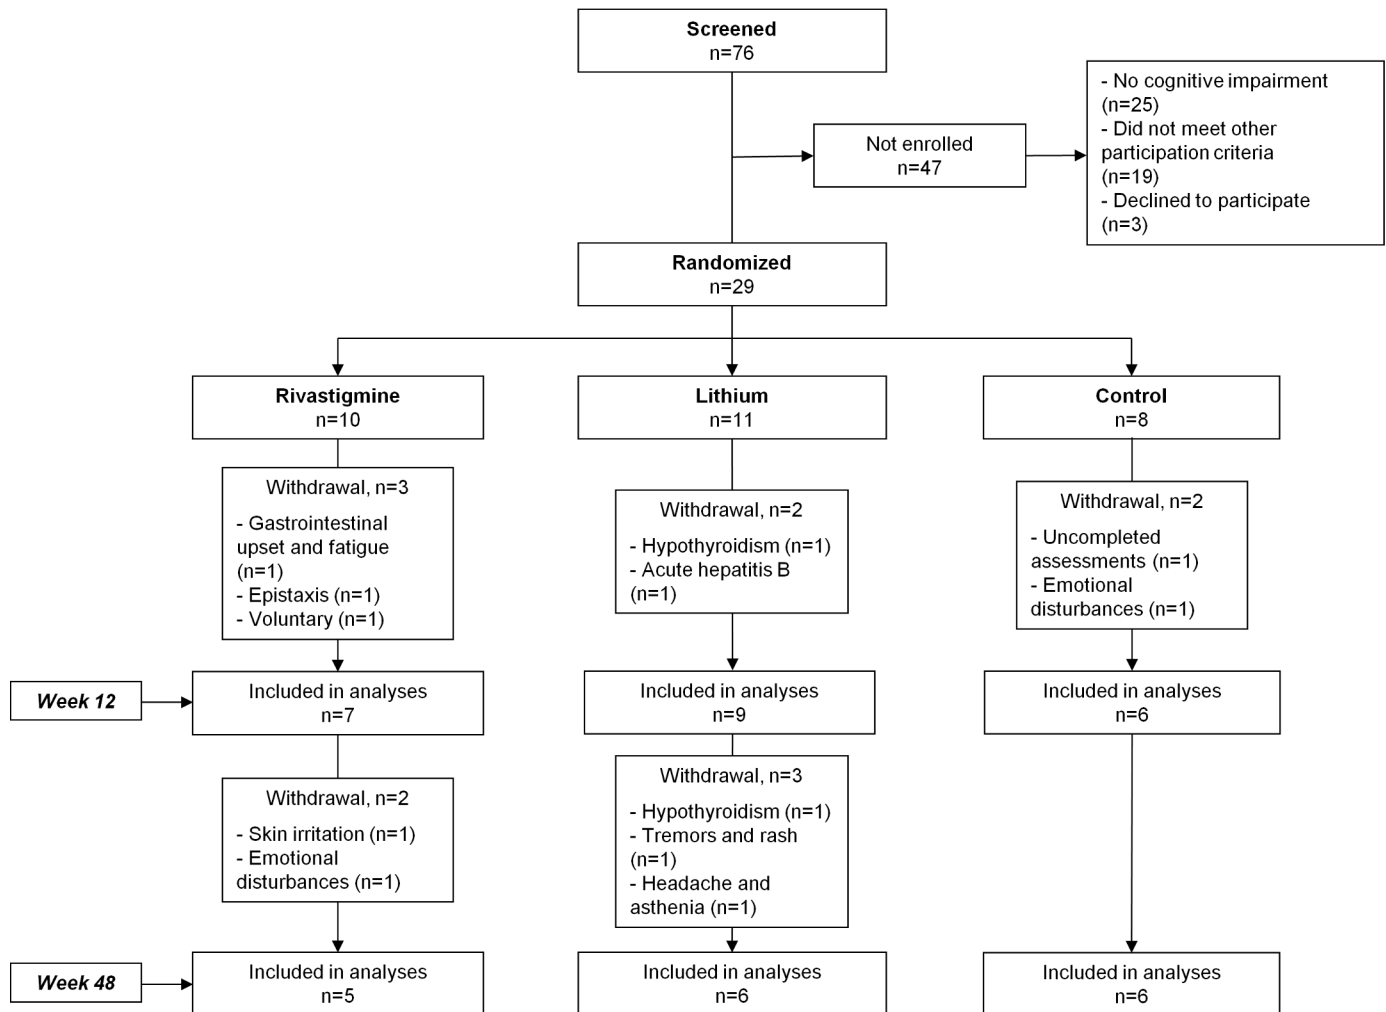 Screened
n=76
- No cognitive impairment
(n=25)
- Did not meet other
participation criteria
(n=19)
- Declined to participate
(n=3)
Not enrolled
n=47
Randomized
n=29
Rivastigmine
n=10
Lithium
n=11
Control
n=8
Withdrawal, n=3
- Gastrointestinal
upset and fatigue
(n=1)
- Epistaxis (n=1)
- Voluntary (n=1)
Withdrawal, n=2
- Hypothyroidism (n=1)
- Acute hepatitis B
(n=1)
Withdrawal, n=2
- Uncompleted
assessments (n=1)
- Emotional
disturbances (n=1)
Week 12
Included in analyses
n=7
Included in analyses
n=9
Included in analyses
n=6
Withdrawal, n=2
- Skin irritation (n=1)
- Emotional
disturbances (n=1)
Withdrawal, n=3
- Hypothyroidism (n=1)
- Tremors and rash
(n=1)
- Headache and
asthenia (n=1)
Week 48
Included in analyses
n=5
Included in analyses
n=6
Included in analyses
n=6